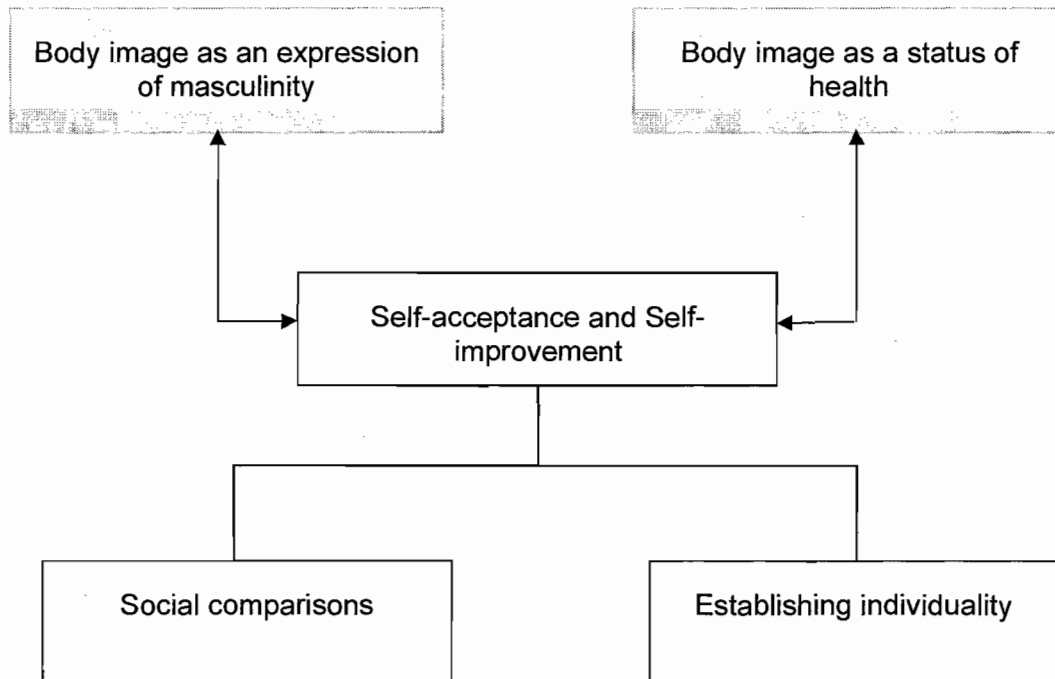 Body image as an expression
of masculinity
Body image as a status of
health
Self-acceptance and Self-
improvement
Social comparisons
Establishing individuality